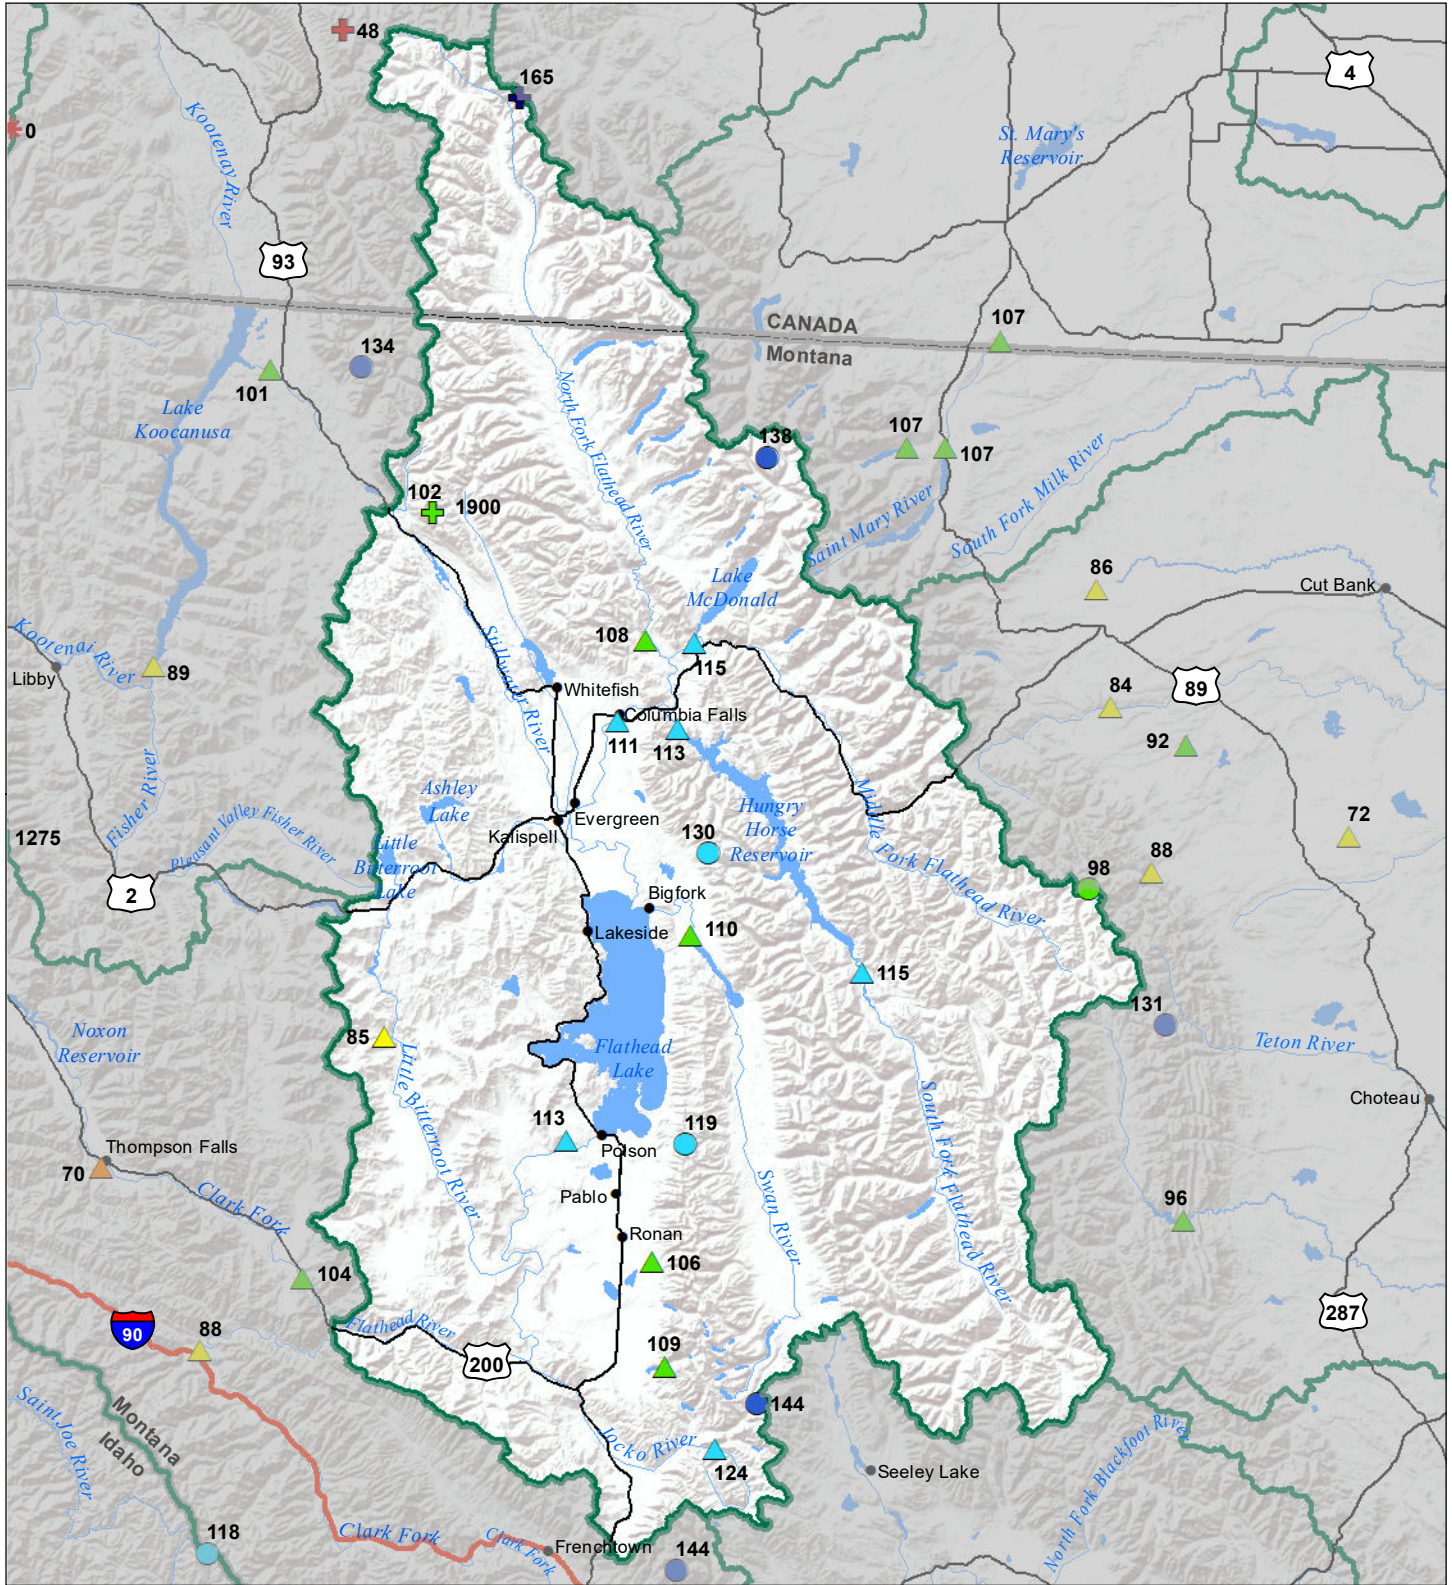 48
165
4
0
Kootenay River
St. Mary's
Reservoir
93
CANADA
Montana
107
134
101
Lake
Koocanusa
North Fork Flathead River
138
107
107
South Fork Milk River
Saint Mary River
102
1900
86
Cut Bank
Lake
McDonald
Kootenai River
Libby
89
Stillwater River
108
115
Whitefish
84
89
Columbia Falls
111
113
92
Fisher River
Pleasant Valley Fisher River
Ashley
Lake
Hungry
Horse
Reservoir
Middle Fork Flathead River
Evergreen
Kalispell
1275
Little
Bitterroot
Lake
130
72
88
98
2
Bigfork
Lakeside
110
115
131
Noxon
Reservoir
85
Little Bitterroot River
Flathead
Lake
Teton River
Choteau
South Fork Flathead River
113
119
Polson
Thompson Falls
70
Pablo
Swan River
Clark Fork
96
Ronan
106
104
287
90
88
Flathead River
200
109
144
Saint Joe River
Montana
Idaho
Jocko River
124
Seeley Lake
North Fork Blackfoot River
118
Clark Fork
Clark Fork
Frenchtown
144